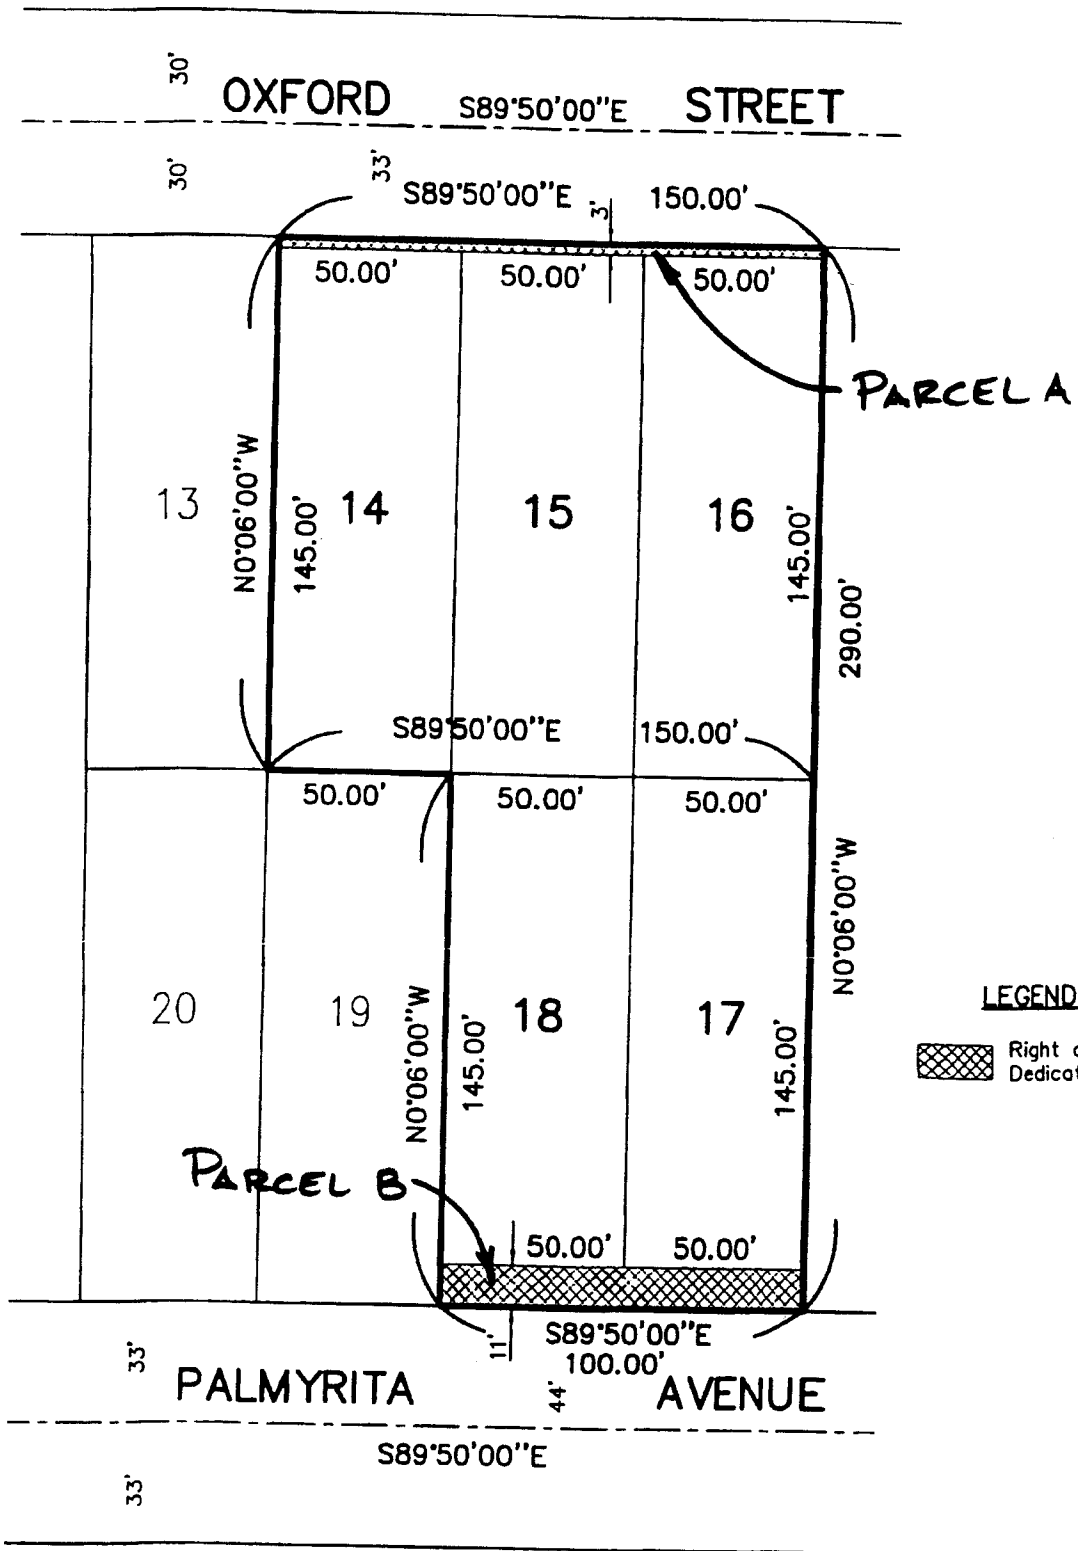 30'
OXFORD S89°50'00"E STREET
30'
33'
S89°50'00"E 3' 150.00'
50.00' 50.00' 50.00'
PARCEL A
N0°06'00"W
13 145.00' 14 15 16 145.00'
290.00'
S89°50'00"E 150.00'
50.00' 50.00' 50.00'
N0°06'00"W
20 19 N0°06'00"W 145.00' 18 17 145.00'
LEGEND
Right
Dedicat
PARCEL B
50.00' 50.00'
11' S89°50'00"E
100.00'
33'
PALMYRITA 44' AVENUE
S89°50'00"E
33'